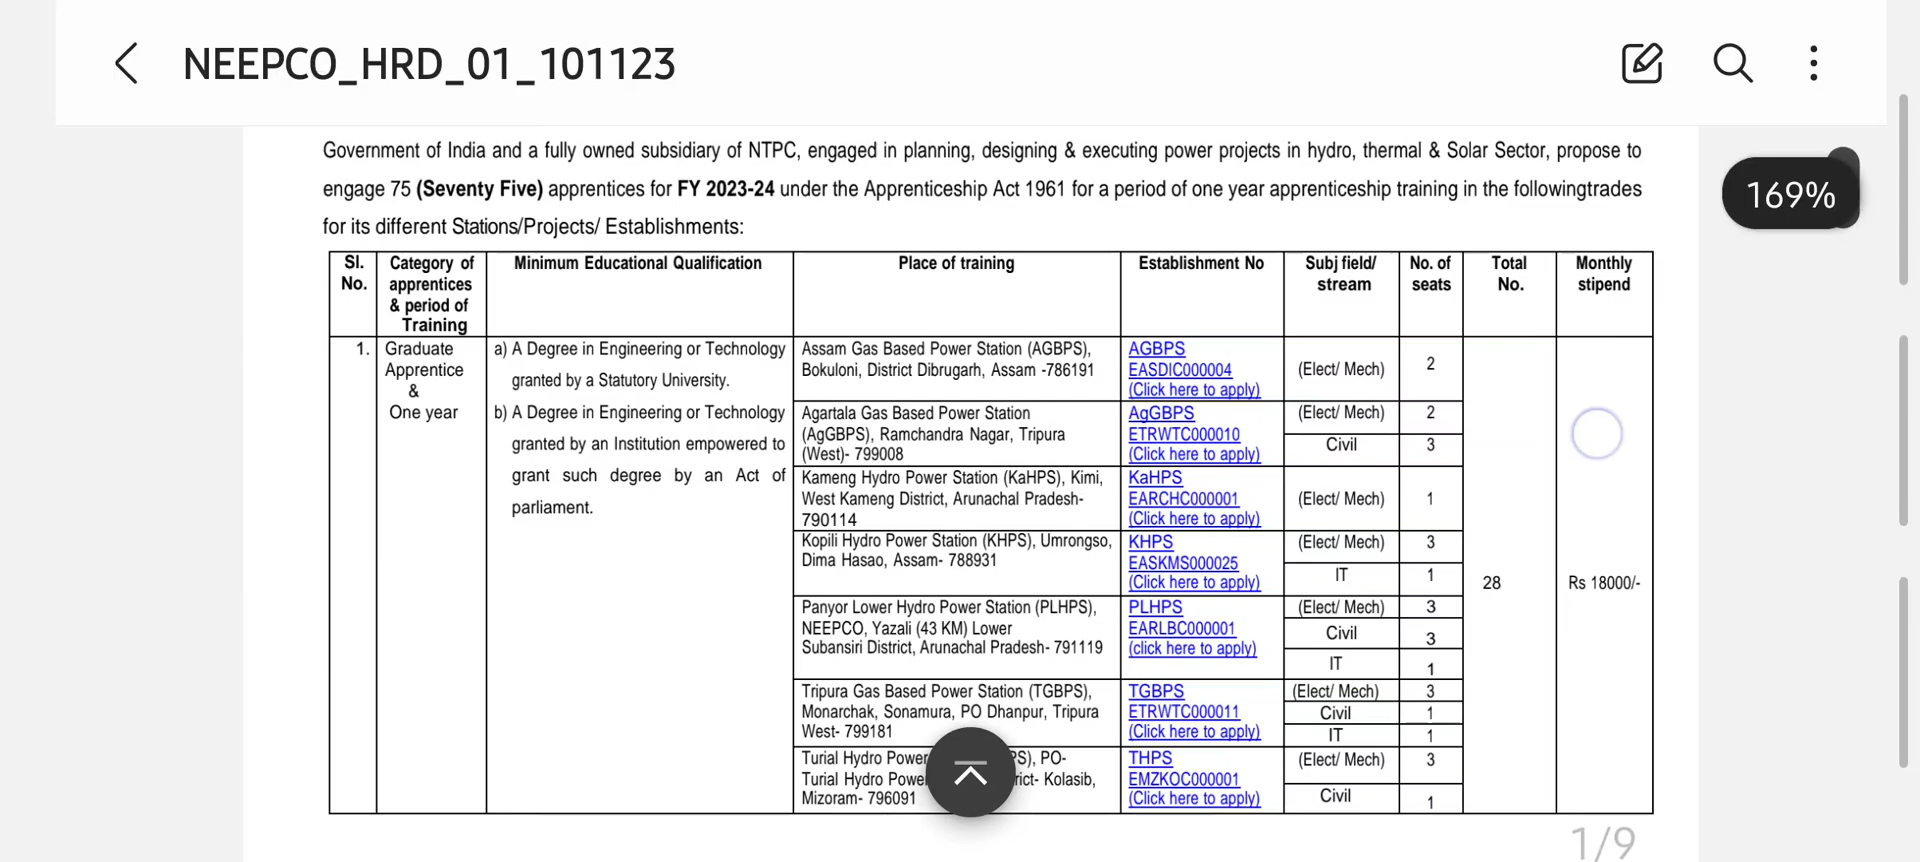 NEEPCO_HRD_01_101123
169%
Government of India and a fully owned subsidiary of NTPC, engaged in planning, designing & executing power projects in hydro, thermal & Solar Sector, propose to
engage 75 (Seventy Five) apprentices for FY 2023-24 under the Apprenticeship Act 1961 for a period of one year apprenticeship training in the followingtrades
for its different Stations/Projects/ Establishments:
Sl. No.
Category of apprentices & period of Training
Minimum Educational Qualification
Place of training
Establishment No
Subj field/ stream
No. of seats
Total No.
Monthly stipend
1.
Graduate
Apprentice
&
One year
a) A Degree in Engineering or Technology
granted by a Statutory University.
b) A Degree in Engineering or Technology
granted by an Institution empowered to
grant such degree by an Act of
parliament.
Assam Gas Based Power Station (AGBPS),
Bokuloni, District Dibrugarh, Assam -786191
AGBPS
EASDIC000004
(Click here to apply)
(Elect/ Mech) 2
Agartala Gas Based Power Station
(AgGBPS), Ramchandra Nagar, Tripura
(West)- 799008
AgGBPS
ETRWTC000010
(Click here to apply)
(Elect/ Mech) 2
Civil 3
Kameng Hydro Power Station (KaHPS), Kimi,
West Kameng District, Arunachal Pradesh-
790114
KaHPS
EARCHC000001
(Click here to apply)
(Elect/ Mech) 1
Kopili Hydro Power Station (KHPS), Umrongso,
Dima Hasao, Assam- 788931
KHPS
EASKMS000025
(Click here to apply)
(Elect/ Mech) 3
IT 1
Panyor Lower Hydro Power Station (PLHPS),
NEEPCO, Yazali (43 KM) Lower
Subansiri District, Arunachal Pradesh- 791119
PLHPS
EARLBC000001
(click here to apply)
(Elect/ Mech) 3
Civil 3
IT 1
Tripura Gas Based Power Station (TGBPS),
Monarchak, Sonamura, PO Dhanpur, Tripura
West- 799181
TGBPS
ETRWTC000011
(Click here to apply)
(Elect/ Mech) 3
Civil 1
IT 1
Turial Hydro Power PS), PO-
Turial Hydro Kolasib,
Mizoram- 796091
THPS
EMZKOC000001
(Click here to apply)
(Elect/ Mech) 3
Civil 1
28
Rs 18000/-
1/9